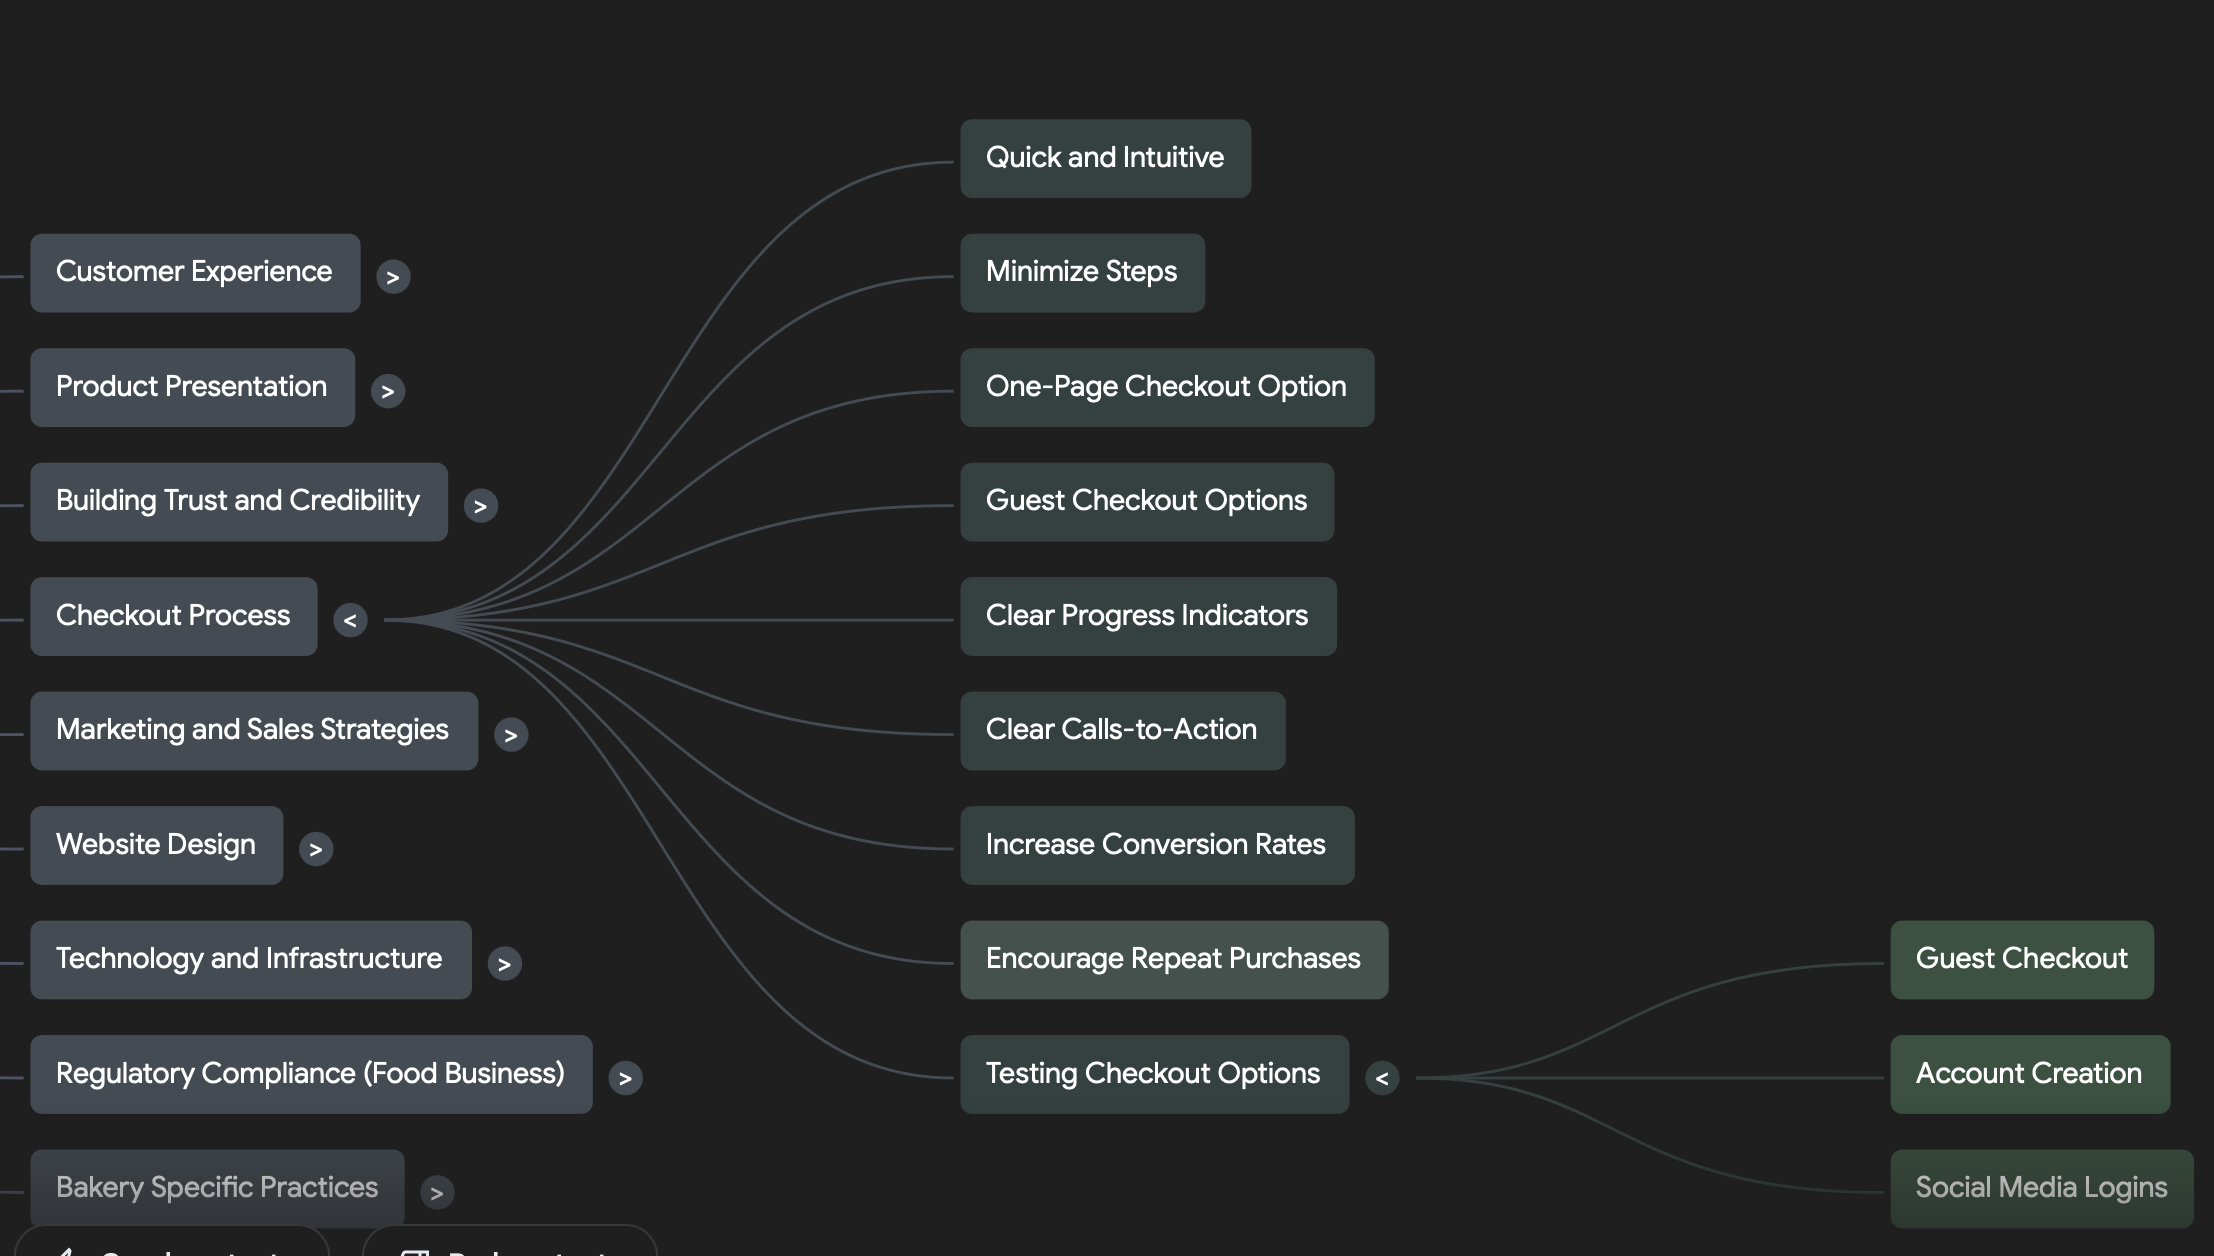 Customer Experience
>
Product Presentation
>
Building Trust and Credibility
>
Checkout Process
<
Marketing and Sales Strategies
>
Website Design
>
Technology and Infrastructure
>
Regulatory Compliance (Food Business)
>
Bakery Specific Practices
>
Quick and Intuitive
Minimize Steps
One-Page Checkout Option
Guest Checkout Options
Clear Progress Indicators
Clear Calls-to-Action
Increase Conversion Rates
Encourage Repeat Purchases
Testing Checkout Options
<
Guest Checkout
Account Creation
Social Media Logins